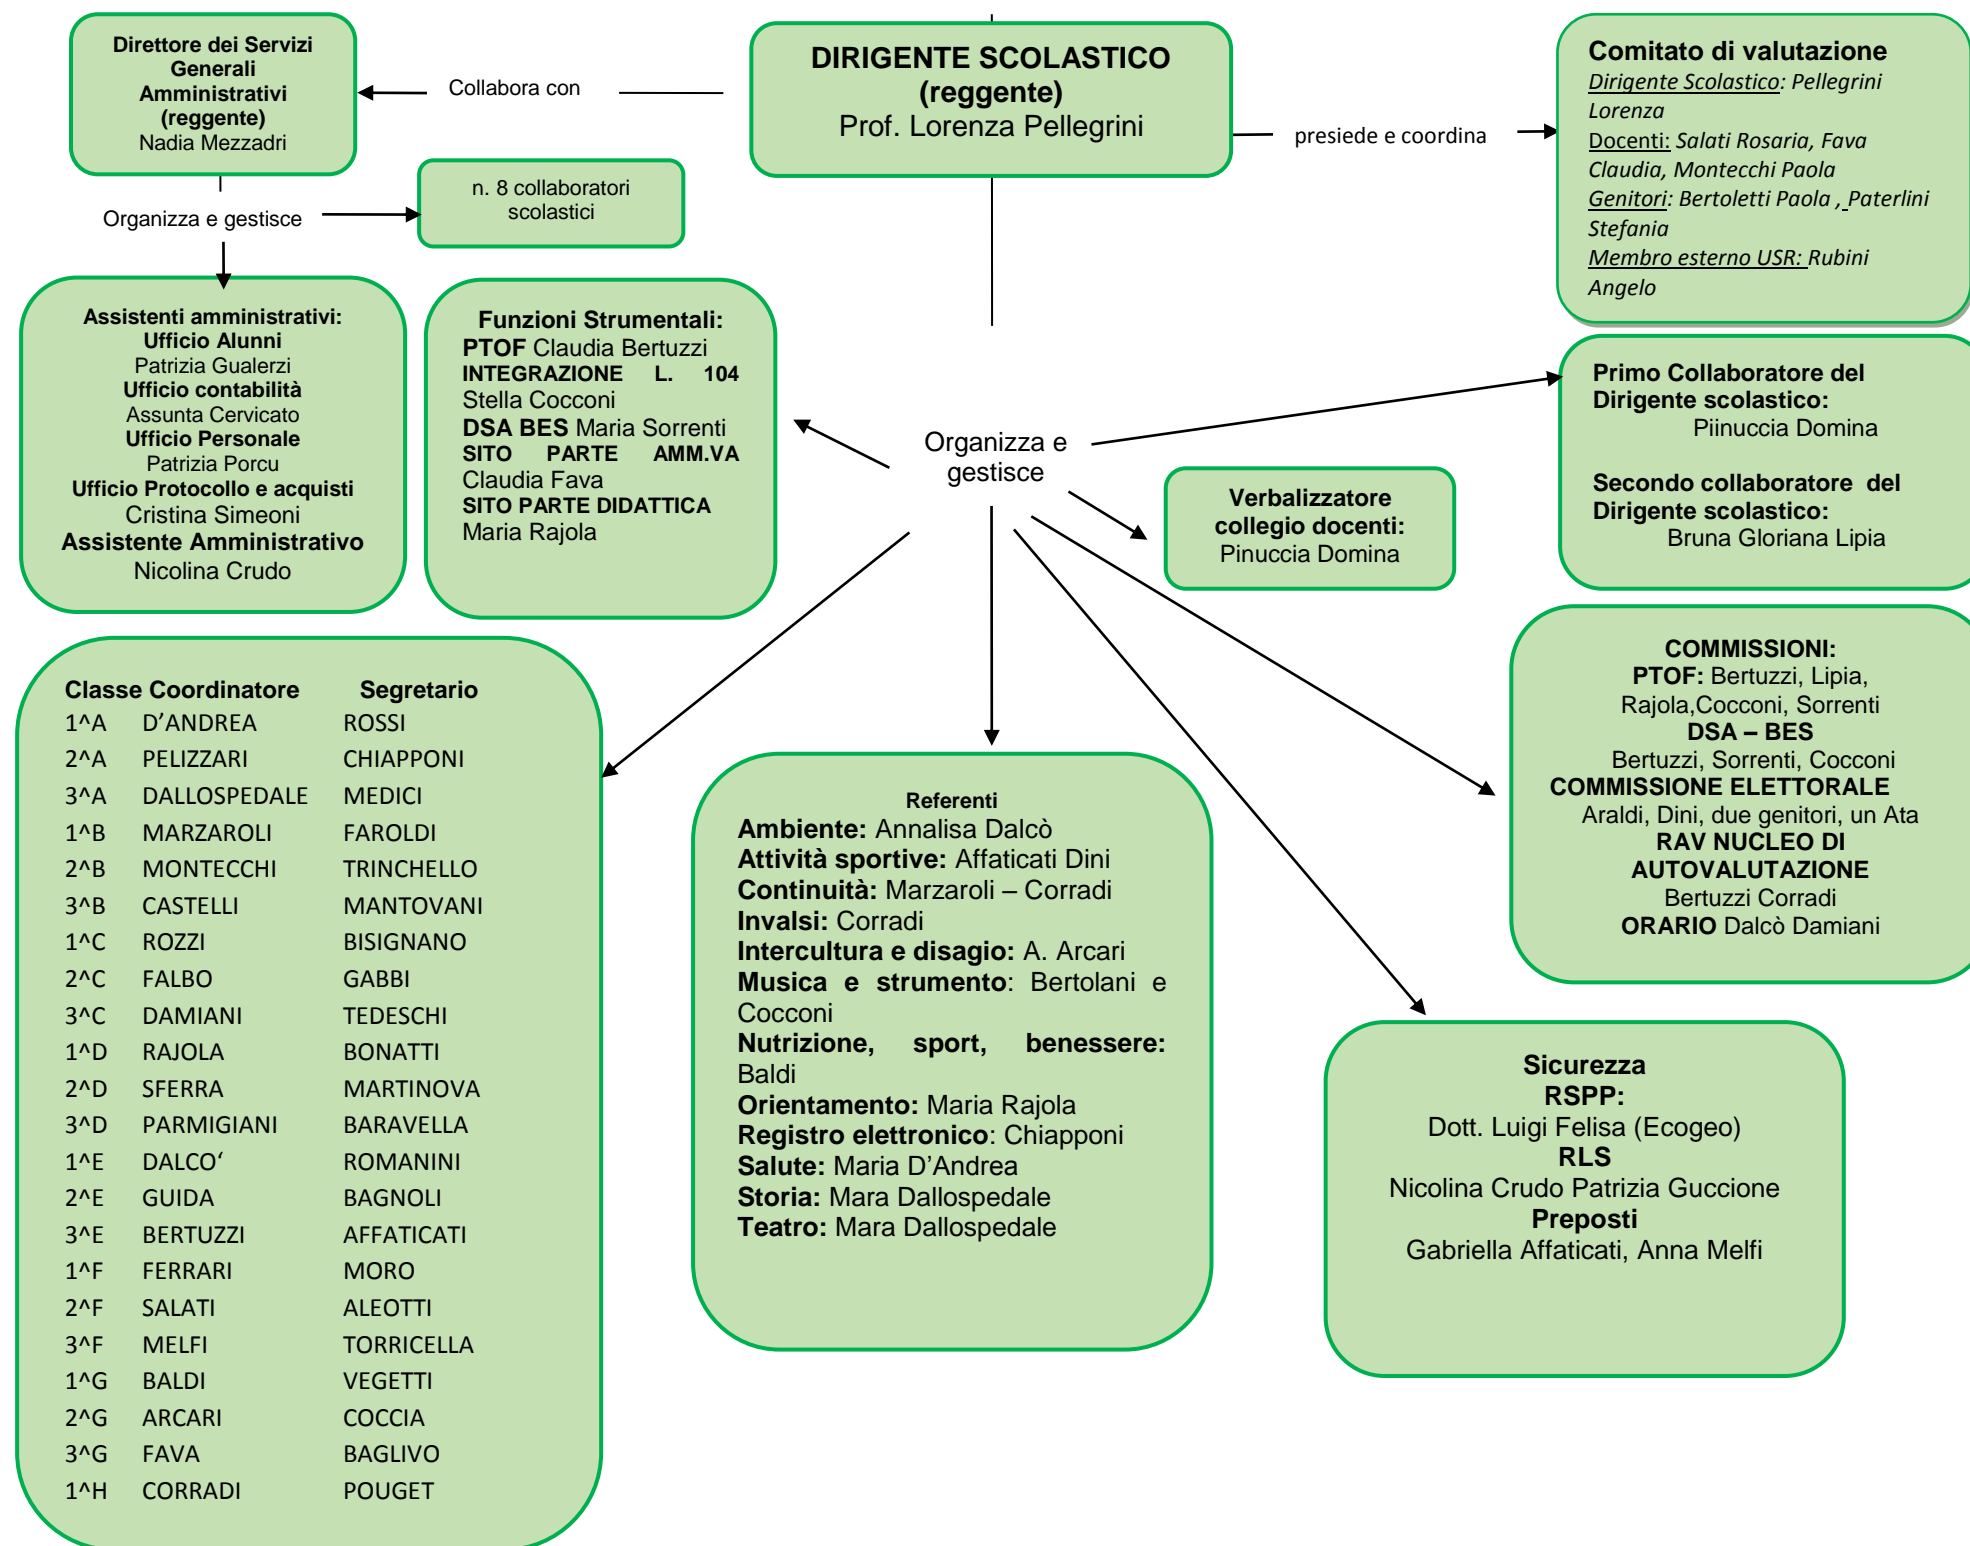 Direttore dei Servizi
Generali
Amministrativi
(reggente)
Nadia Mezzadri
Collabora con
DIRIGENTE SCOLASTICO
(reggente)
Prof. Lorenza Pellegrini
presiede e coordina
Comitato di valutazione
Dirigente Scolastico: Pellegrini
Lorenza
Docenti: Salati Rosaria, Fava
Claudia, Montecchi Paola
Genitori: Bertoletti Paola , Paterlini
Stefania
Membro esterno USR: Rubini
Angelo
Organizza e gestisce
n. 8 collaboratori
scolastici
Assistenti amministrativi:
Ufficio Alunni
Patrizia Gualerzi
Ufficio contabilità
Assunta Cervicato
Ufficio Personale
Patrizia Porcu
Ufficio Protocollo e acquisti
Cristina Simeoni
Assistente Amministrativo
Nicolina Crudo
Funzioni Strumentali:
PTOF Claudia Bertuzzi
INTEGRAZIONE L. 104
Stella Cocconi
DSA BES Maria Sorrenti
SITO PARTE AMM.VA
Claudia Fava
SITO PARTE DIDATTICA
Maria Rajola
Organizza e
gestisce
Verbalizzatore
collegio docenti:
Pinuccia Domina
Primo Collaboratore del
Dirigente scolastico:
Piinuccia Domina
Secondo collaboratore del
Dirigente scolastico:
Bruna Gloriana Lipia
Classe Coordinatore Segretario
1^A D’ANDREA ROSSI
2^A PELIZZARI CHIAPPONI
3^A DALLOSPEDALE MEDICI
1^B MARZAROLI FAROLDI
2^B MONTECCHI TRINCHELLO
3^B CASTELLI MANTOVANI
1^C ROZZI BISIGNANO
2^C FALBO GABBI
3^C DAMIANI TEDESCHI
1^D RAJOLA BONATTI
2^D SFERRA MARTINOVA
3^D PARMIGIANI BARAVELLA
1^E DALCO‘ ROMANINI
2^E GUIDA BAGNOLI
3^E BERTUZZI AFFATICATI
1^F FERRARI MORO
2^F SALATI ALEOTTI
3^F MELFI TORRICELLA
1^G BALDI VEGETTI
2^G ARCARI COCCIA
3^G FAVA BAGLIVO
1^H CORRADI POUGET
Referenti
Ambiente: Annalisa Dalcò
Attività sportive: Affaticati Dini
Continuità: Marzaroli – Corradi
Invalsi: Corradi
Intercultura e disagio: A. Arcari
Musica e strumento: Bertolani e
Cocconi
Nutrizione, sport, benessere:
Baldi
Orientamento: Maria Rajola
Registro elettronico: Chiapponi
Salute: Maria D’Andrea
Storia: Mara Dallospedale
Teatro: Mara Dallospedale
COMMISSIONI:
PTOF: Bertuzzi, Lipia,
Rajola,Cocconi, Sorrenti
DSA – BES
Bertuzzi, Sorrenti, Cocconi
COMMISSIONE ELETTORALE
Araldi, Dini, due genitori, un Ata
RAV NUCLEO DI
AUTOVALUTAZIONE
Bertuzzi Corradi
ORARIO Dalcò Damiani
Sicurezza
RSPP:
Dott. Luigi Felisa (Ecogeo)
RLS
Nicolina Crudo Patrizia Guccione
Preposti
Gabriella Affaticati, Anna Melfi